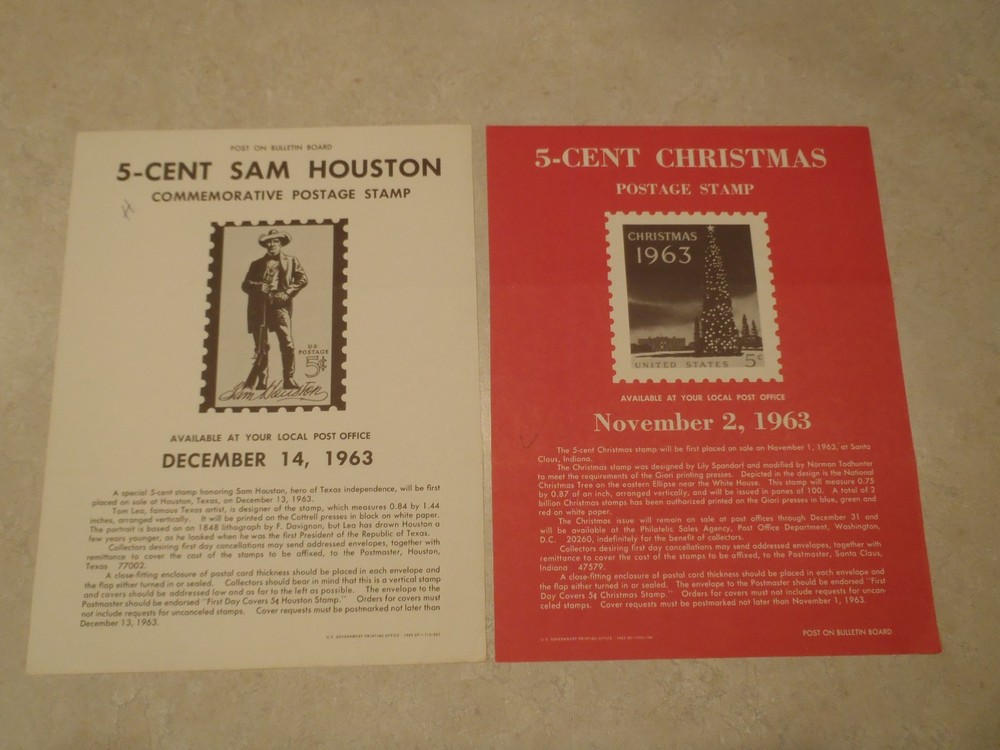 POST ON BULLETIN BOARD
5-CENT SAM HOUSTON
COMMEMORATIVE POSTAGE STAMP
US
POSTAGE
5¢
Sam Houston
AVAILABLE AT YOUR LOCAL POST OFFICE
DECEMBER 14, 1963
A special 5-cent stamp honoring Sam Houston, hero of Texas independence, will be first
placed on sale at Houston, Texas, on December 13, 1963.
Tom Lea, famous Texas artist, is designer of the stamp, which measures 0.84 by 1.44
inches, arranged vertically. It will be printed on the Cottrell presses in black on white paper.
The portrait is based on an 1848 lithograph by F. Davignon, but Lea has drawn Houston a
few years younger, as he looked when he was the first President of the Republic of Texas.
Collectors desiring first day cancellations may send addressed envelopes, together with
remittance to cover the cost of the stamps to be affixed, to the Postmaster, Houston,
Texas 77002.
A close-fitting enclosure of postal card thickness should be placed in each envelope and
the flap either turned in or sealed. Collectors should bear in mind that this is a vertical stamp
and covers should be addressed low and as far to the left as possible. The envelope to the
Postmaster should be endorsed "First Day Covers 5¢ Houston Stamp." Orders for covers must
not include requests for uncanceled stamps. Cover requests must be postmarked not later than
December 13, 1963.
U.S. GOVERNMENT PRINTING OFFICE
5-CENT CHRISTMAS
POSTAGE STAMP
CHRISTMAS
1963
UNITED STATES 5¢
AVAILABLE AT YOUR LOCAL POST OFFICE
November 2, 1963
The 5-cent Christmas stamp will be first placed on sale on November 1, 1963, at Santa
Claus, Indiana.
The Christmas stamp was designed by Lily Spandorf and modified by Norman Todhunter
to meet the requirements of the Giori printing presses. Depicted in the design is the National
Christmas Tree on the eastern Ellipse near the White House. This stamp will measure 0.75
by 0.87 of an inch, arranged vertically, and will be issued in panes of 100. A total of 2
billion Christmas stamps has been authorized printed on the Giori presses in blue, green and
red on white paper.
The Christmas issue will remain on sale at post offices through December 31 and
will be available at the Philatelic Sales Agency, Post Office Department, Washington,
D.C. 20260, indefinitely for the benefit of collectors.
Collectors desiring first day cancellations may send addressed envelopes, together with
remittance to cover the cost of the stamps to be affixed, to the Postmaster, Santa Claus,
Indiana 47579.
A close-fitting enclosure of postal card thickness should be placed in each envelope and
the flap either turned in or sealed. The envelope to the Postmaster should be endorsed "First
Day Covers 5¢ Christmas Stamp." Orders for covers must not include requests for uncan-
celed stamps. Cover requests must be postmarked not later than November 1, 1963.
U.S. GOVERNMENT PRINTING OFFICE
POST ON BULLETIN BOARD